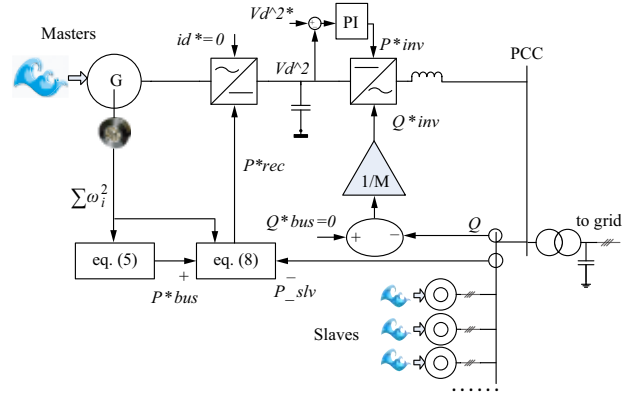 Vd^2*
PI
Masters
id*=0
P*inv
PCC
Vd^2
G
Q*inv
P*rec
1/M
∑ω_i^2
Q*bus=0
+
−
Q
to grid
eq. (5)
+
eq. (8)
−
P*bus
P_slv
Slaves